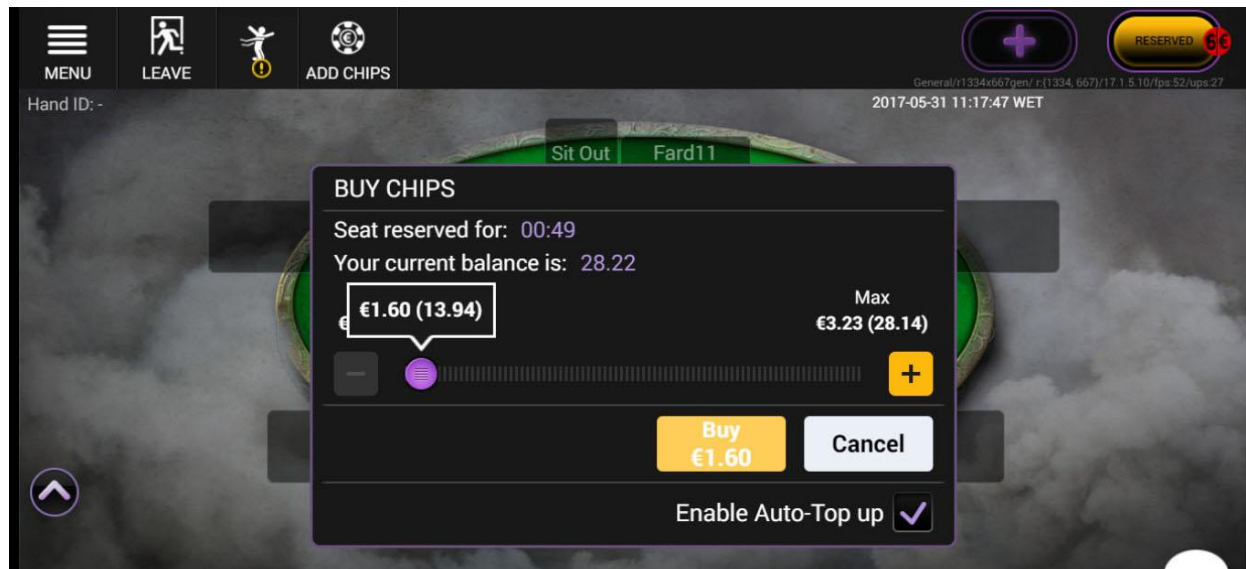 MENU
LEAVE
ADD CHIPS
RESERVED
6€
General/r1334x667gen/ r:(1334, 667)/17.1.5.10/fps:52/ups:27
Hand ID: -
2017-05-31 11:17:47 WET
Sit Out
Fard11
BUY CHIPS
Seat reserved for: 00:49
Your current balance is: 28.22
€1.60 (13.94)
Max
€3.23 (28.14)
Buy
€1.60
Cancel
Enable Auto-Top up